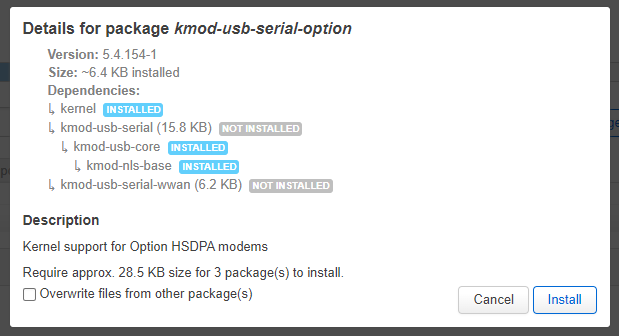 Details for package kmod-usb-serial-option
Version: 5.4.154-1
Size: ~6.4 KB installed
Dependencies:
↳ kernel INSTALLED
↳ kmod-usb-serial (15.8 KB) NOT INSTALLED
↳ kmod-usb-core INSTALLED
↳ kmod-nls-base INSTALLED
↳ kmod-usb-serial-wwan (6.2 KB) NOT INSTALLED
Description
Kernel support for Option HSDPA modems
Require approx. 28.5 KB size for 3 package(s) to install.
Overwrite files from other package(s)
Cancel Install